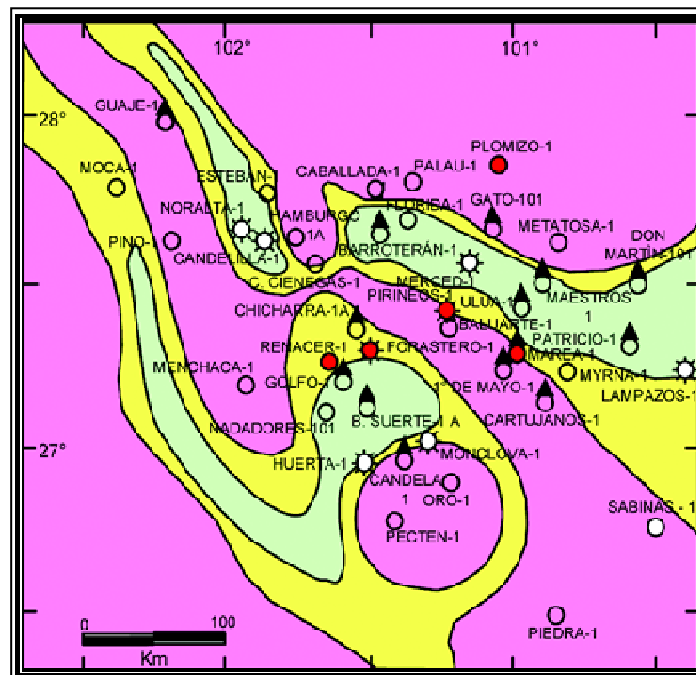 102° 101°
GUAJE-1
28°
PLOMIZO-1
MOCA-1
PALAU-1
CABALLADA-1
ESTEBAN-
GATO-101
NORALTA-1
FLORIDA-1
HAMBURGO
1A
METATOSA-1
DON
MARTIN-101
PINO-1
BARROTERÁN-1
CANDELILLA-1
C. CIENEGAS-1
MERCED-1
PIRINEOS-1
ULUA-1
MAESTROS
1
CHICHARRA-1A
BALUARTE-1
PATRICIO-1
RENACER-1
FORASTERO-1
MAREA-1
MENCHACA-1
GOLFO-1
1° DE MAYO-1
MYRNA-1
LAMPAZOS-1
NADADORES-101
B. SUERTE-1 A
CARTUJANOS-1
27°
HUERTA-1
MONCLOVA-1
CANDELA
1
ORO-1
SABINAS - 1
PECTEN-1
0 100
Km
PIEDRA-1